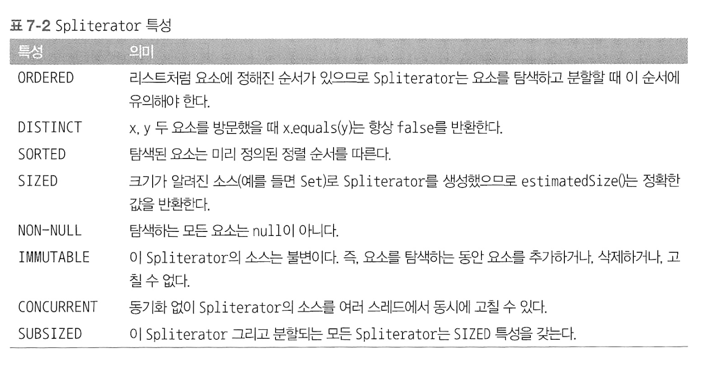 표 7-2 Spliterator 특성
특성 의미
ORDERED 리스트처럼 요소에 정해진 순서가 있으므로 Spliterator는 요소를 탐색하고 분할할 때 이 순서에
유의해야 한다.
DISTINCT x, y 두 요소를 방문했을 때 x.equals(y)는 항상 false를 반환한다.
SORTED 탐색된 요소는 미리 정의된 정렬 순서를 따른다.
SIZED 크기가 알려진 소스(예를 들면 Set)로 Spliterator를 생성했으므로 estimatedSize()는 정확한
값을 반환한다.
NON-NULL 탐색하는 모든 요소는 null이 아니다.
IMMUTABLE 이 Spliterator의 소스는 불변이다. 즉, 요소를 탐색하는 동안 요소를 추가하거나, 삭제하거나, 고
칠 수 없다.
CONCURRENT 동기화 없이 Spliterator의 소스를 여러 스레드에서 동시에 고칠 수 있다.
SUBSIZED 이 Spliterator 그리고 분할되는 모든 Spliterator는 SIZED 특성을 갖는다.